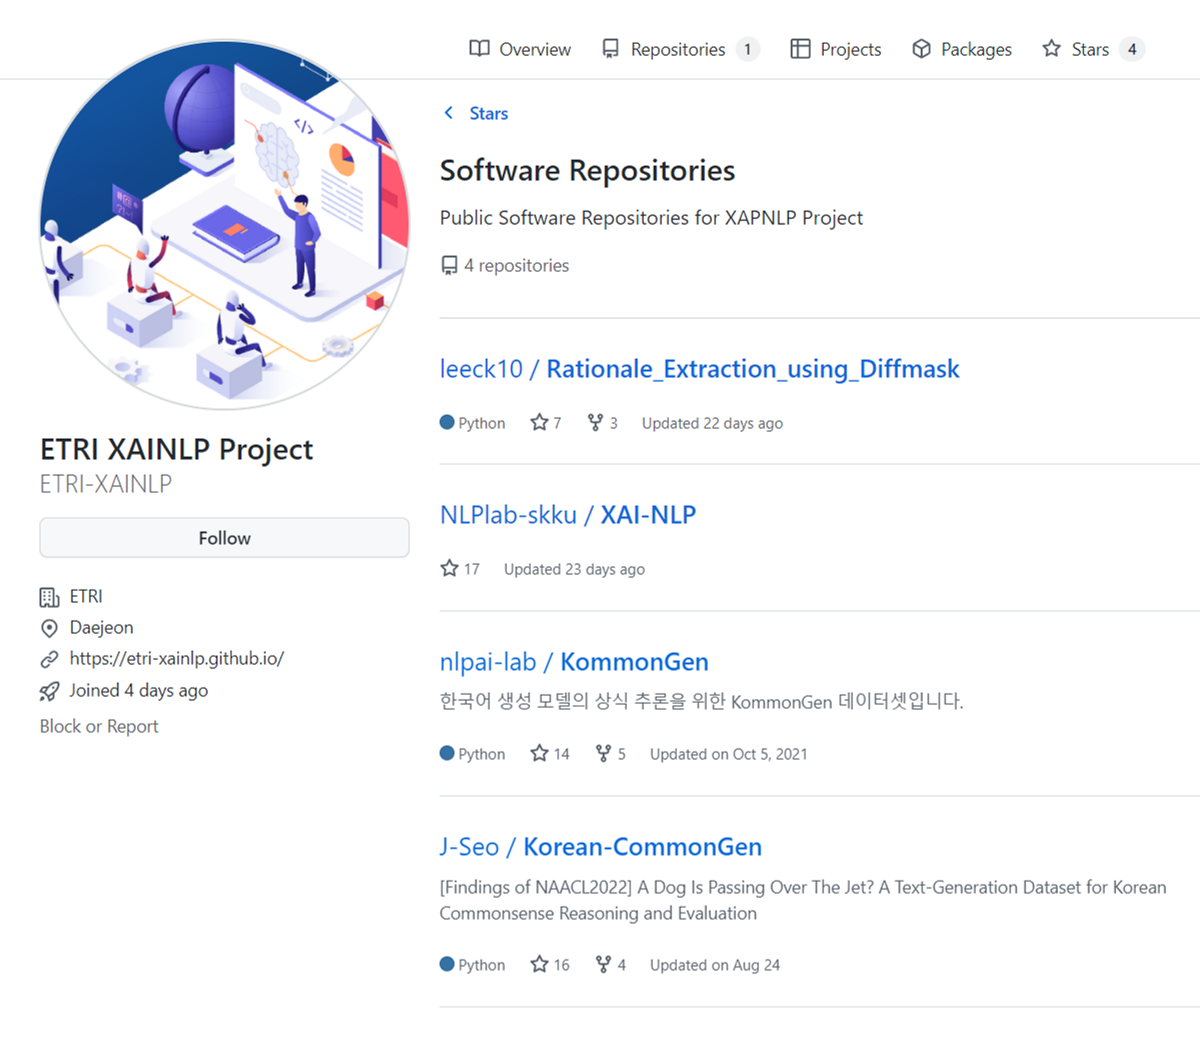 Overview Repositories 1 Projects Packages Stars 4
Stars
Software Repositories
Public Software Repositories for XAPNLP Project
4 repositories
leeck10 / Rationale_Extraction_using_Diffmask
Python 7 3 Updated 22 days ago
NLPlab-skku / XAI-NLP
17 Updated 23 days ago
nlpai-lab / KommonGen
한국어 생성 모델의 상식 추론을 위한 KommonGen 데이터셋입니다.
Python 14 5 Updated on Oct 5, 2021
J-Seo / Korean-CommonGen
[Findings of NAACL2022] A Dog Is Passing Over The Jet? A Text-Generation Dataset for Korean
Commonsense Reasoning and Evaluation
Python 16 4 Updated on Aug 24
</>
ETRI XAINLP Project
ETRI-XAINLP
Follow
ETRI
Daejeon
https://etri-xainlp.github.io/
Joined 4 days ago
Block or Report